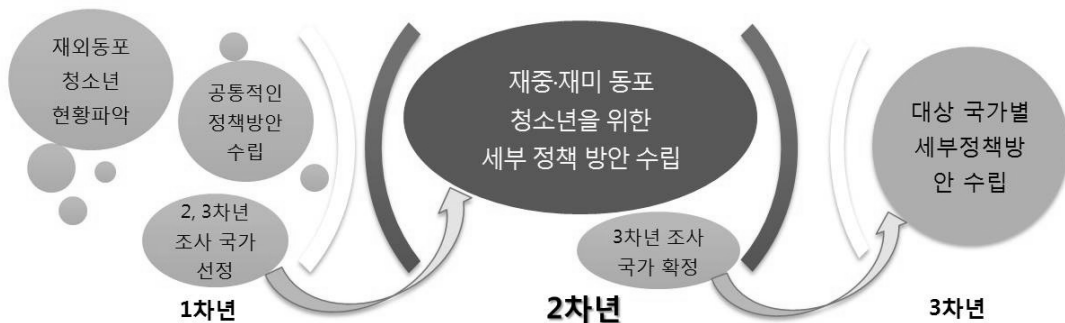 재외동포
청소년
현황파악
공통적인
정책방안
수립
2, 3차년
조사 국가
선정
1차년
재중·재미 동포
청소년을 위한
세부 정책 방안 수립
3차년 조사
국가 확정
2차년
대상 국가별
세부정책방
안 수립
3차년